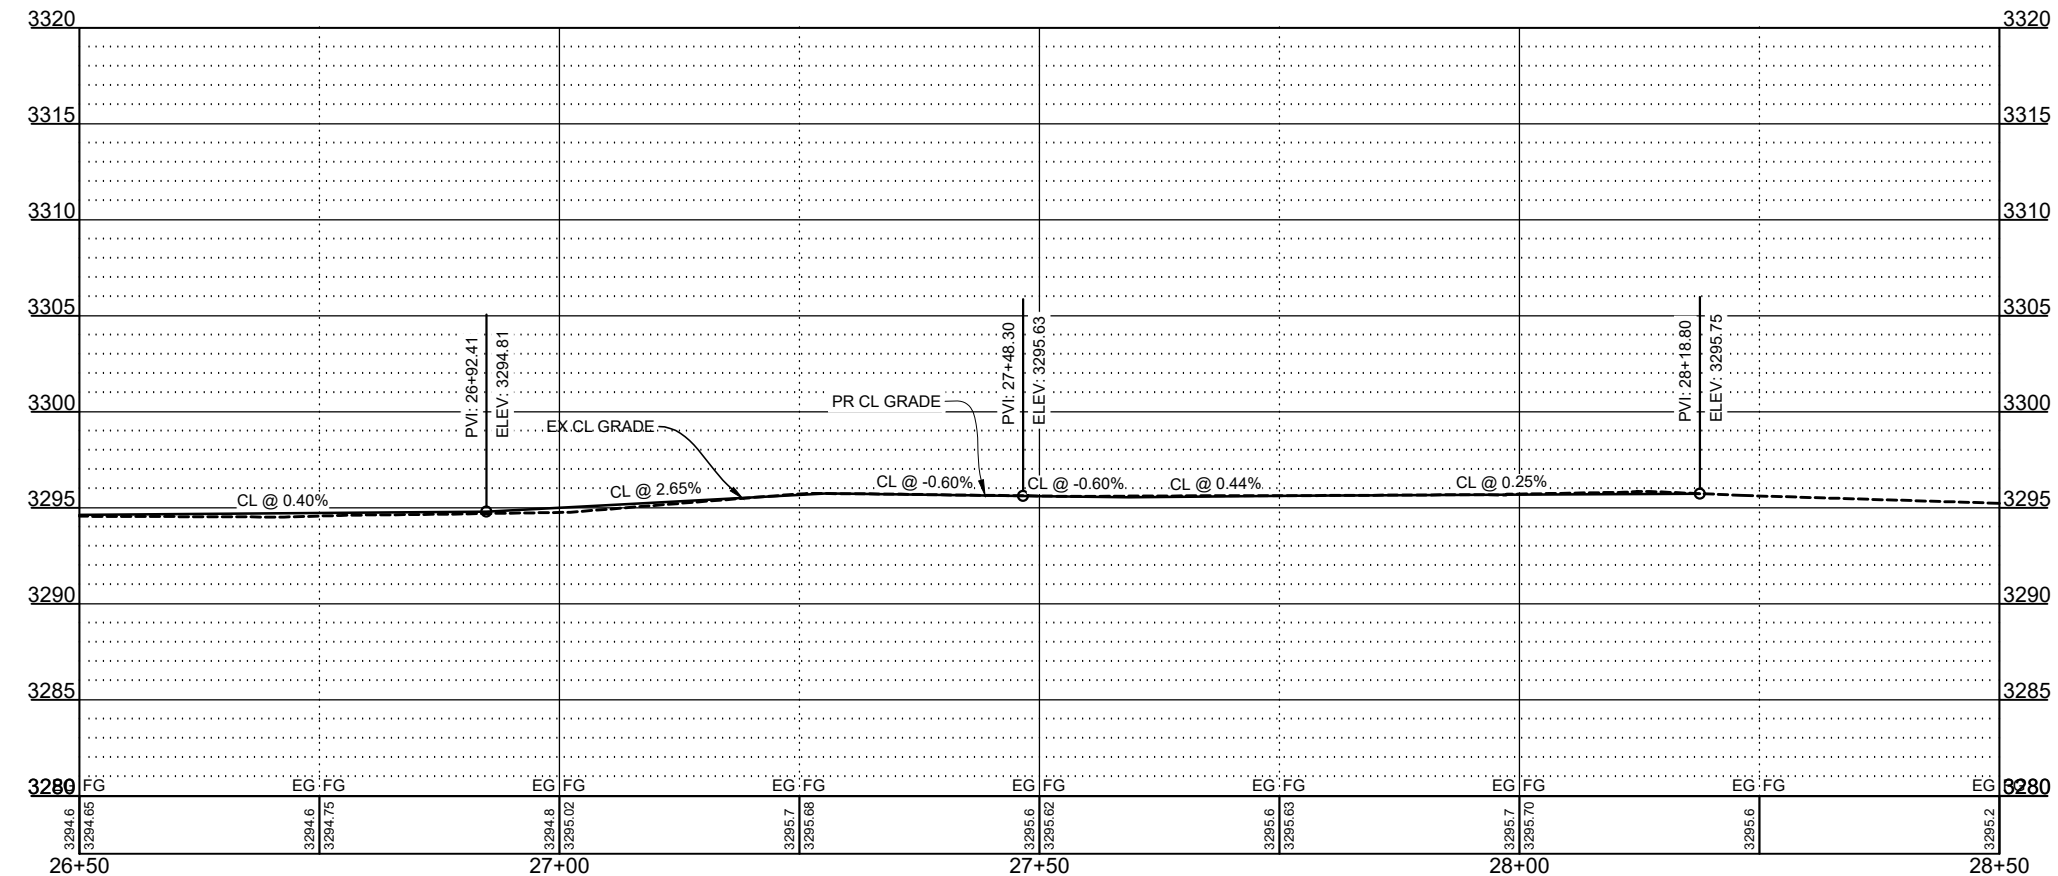 3320 3320
3315 3315
3310 3310
3305 3305
3300 3300
3295 3295
3290 3290
3285 3285
3280 3280
PVI: 26+92.41
ELEV: 3294.81
PVI: 27+48.30
ELEV: 3295.63
PVI: 28+18.80
ELEV: 3295.75
PR CL GRADE
EX CL GRADE
CL @ 0.40%
CL @ 2.65%
CL @ -0.60%
CL @ -0.60%
CL @ 0.44%
CL @ 0.25%
FG EG FG EG FG EG FG EG FG EG FG EG FG EG FG EG
3294.6
3294.65
3294.6
3294.75
3294.8
3295.02
3295.7
3295.68
3295.6
3295.62
3295.6
3295.63
3295.7
3295.70
3295.6
3295.2
26+50 27+00 27+50 28+00 28+50